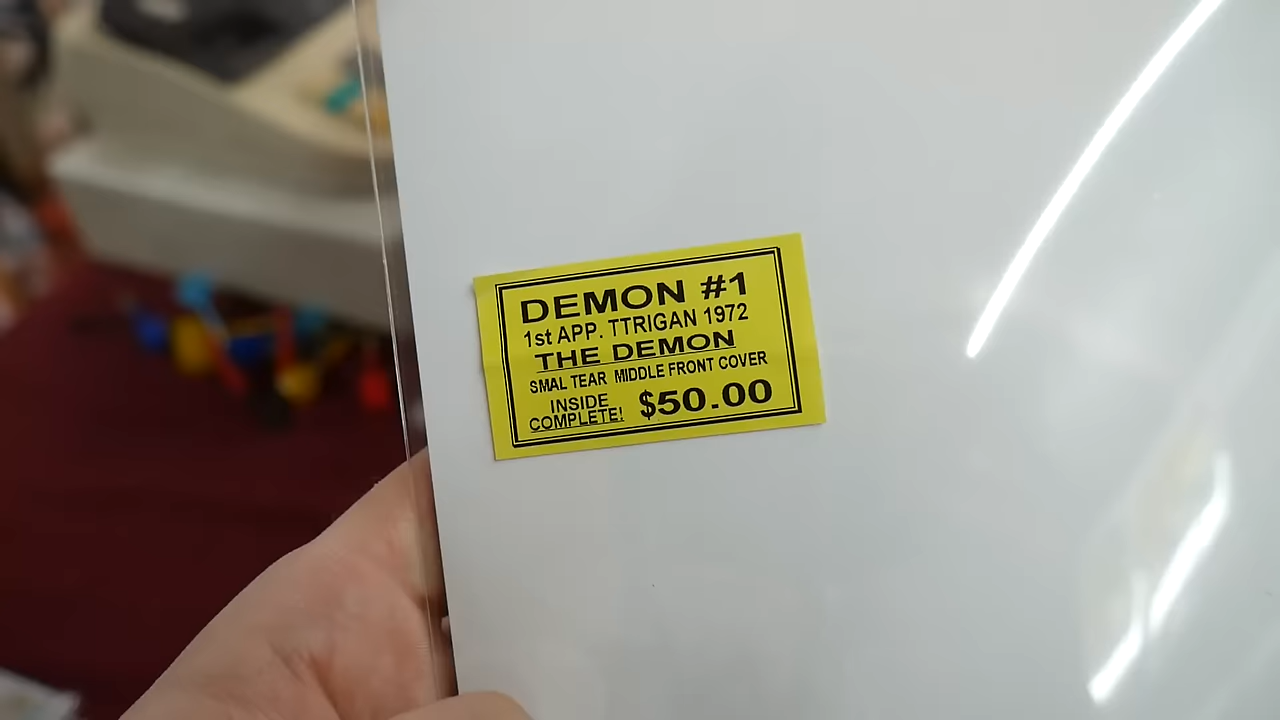 DEMON #1
1st APP. TTRIGAN 1972
THE DEMON
SMAL TEAR MIDDLE FRONT COVER
INSIDE
COMPLETE! $50.00